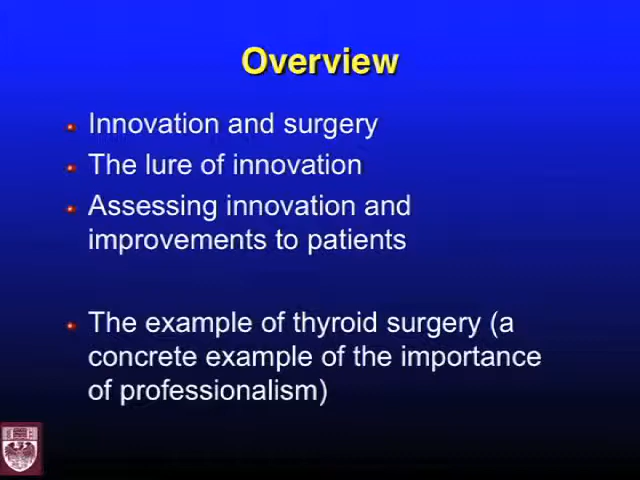 Overview
Innovation and surgery
The lure of innovation
Assessing innovation and
improvements to patients
The example of thyroid surgery (a
concrete example of the importance
of professionalism)